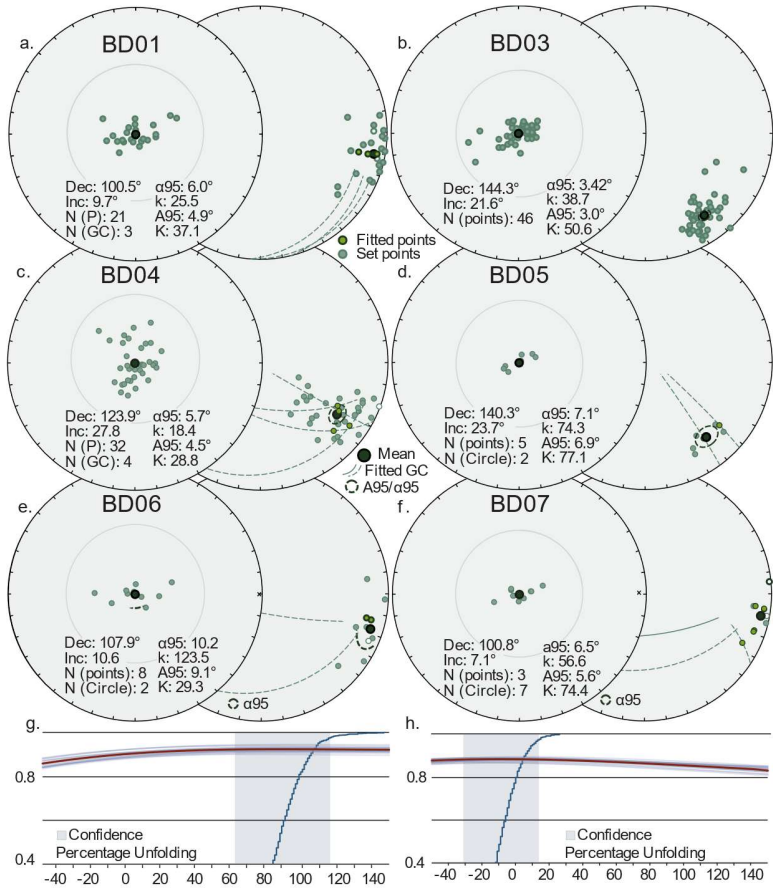 a.
BD01
Dec: 100.5° α95: 6.0°
Inc: 9.7° k: 25.5
N (P): 21 A95: 4.9°
N (GC): 3 K: 37.1
b.
BD03
Dec: 144.3° α95: 3.42°
Inc: 21.6° k: 38.7
N (points): 46 A95: 3.0°
K: 50.6
Fitted points
Set points
c.
BD04
Dec: 123.9° α95: 5.7°
Inc: 27.8 k: 18.4
N (P): 32 A95: 4.5°
N (GC): 4 K: 28.8
d.
BD05
Dec: 140.3° α95: 7.1°
Inc: 23.7° k: 74.3
N (points): 5 A95: 6.9°
N (Circle): 2 K: 77.1
Mean
Fitted GC
A95/α95
e.
BD06
Dec: 107.9° α95: 10.2
Inc: 10.6 k: 123.5
N (points): 8 A95: 9.1°
N (Circle): 2 K: 29.3
α95
f.
BD07
Dec: 100.8° a95: 6.5°
Inc: 7.1° k: 56.6
N (points): 3 A95: 5.6°
N (Circle): 7 K: 74.4
α95
g.
0.8
Confidence
Percentage Unfolding
0.4
-40 -20 0 20 40 60 80 100 120 140
h.
0.8
Confidence
Percentage Unfolding
0.4
-40 -20 0 20 40 60 80 100 120 140